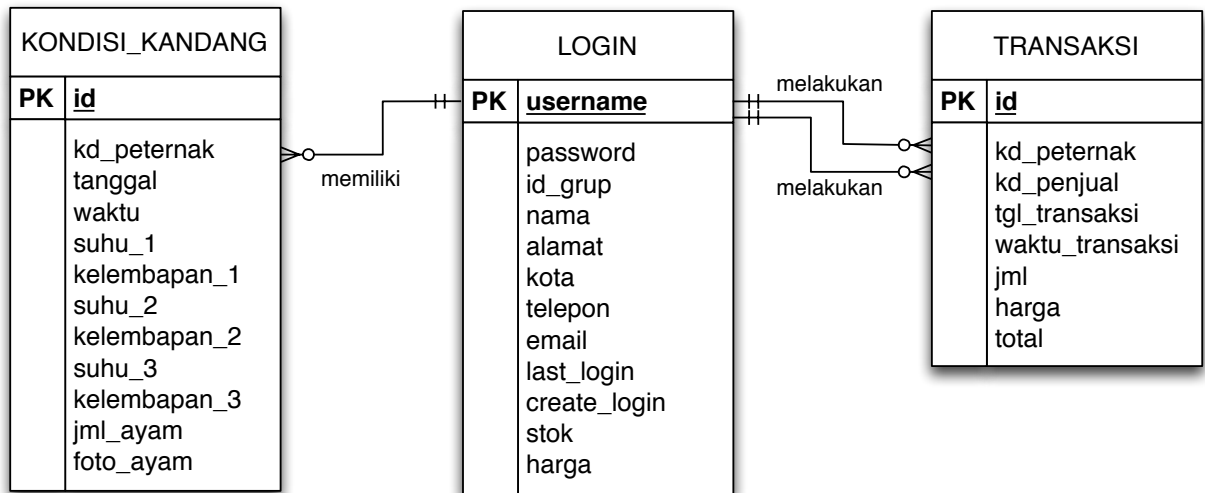 KONDISI_KANDANG
PK id
kd_peternak
tanggal
waktu
suhu_1
kelembapan_1
suhu_2
kelembapan_2
suhu_3
kelembapan_3
jml_ayam
foto_ayam
memiliki
LOGIN
PK username
password
id_grup
nama
alamat
kota
telepon
email
last_login
create_login
stok
harga
melakukan
melakukan
TRANSAKSI
PK id
kd_peternak
kd_penjual
tgl_transaksi
waktu_transaksi
jml
harga
total